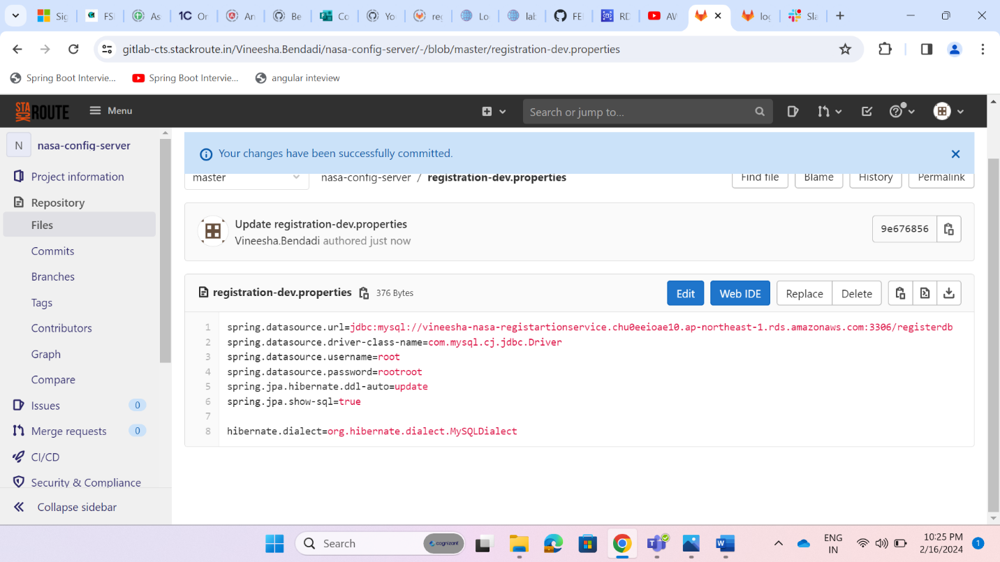 Sig
FS
As
1C Or
An
Be
Co
Yo
reg
Lo
lab
FEI
RD
AV
log
Sla
gitlab-cts.stackroute.in/Vineesha.Bendadi/nasa-config-server/-/blob/master/registration-dev.properties
Spring Boot Intervie...
Spring Boot Intervie...
angular inteview
STA ROUTE
Menu
Search or jump to...
N nasa-config-server
Your changes have been successfully committed.
master
nasa-config-server / registration-dev.properties
Find file
Blame
History
Permalink
Project information
Repository
Files
Commits
Branches
Tags
Contributors
Graph
Compare
Issues 0
Merge requests 0
CI/CD
Security & Compliance
Collapse sidebar
Update registration-dev.properties
Vineesha.Bendadi authored just now
9e676856
registration-dev.properties 376 Bytes
Edit
Web IDE
Replace
Delete
1 spring.datasource.url=jdbc:mysql://vineesha-nasa-registartionservice.chu0eeioae10.ap-northeast-1.rds.amazonaws.com:3306/registerdb
2 spring.datasource.driver-class-name=com.mysql.cj.jdbc.Driver
3 spring.datasource.username=root
4 spring.datasource.password=rootroot
5 spring.jpa.hibernate.ddl-auto=update
6 spring.jpa.show-sql=true
7
8 hibernate.dialect=org.hibernate.dialect.MySQLDialect
Search
cognizant
ENG
IN
10:25 PM
2/16/2024
1